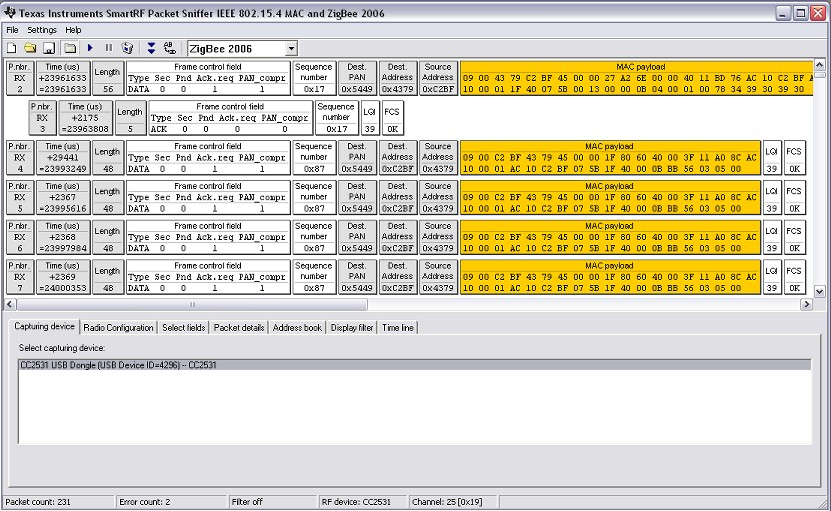 Texas Instruments SmartRF Packet Sniffer IEEE 802.15.4 MAC and ZigBee 2006
File Settings Help
ZigBee 2006
P.nbr. Time (us) Length Frame control field Sequence Dest. Dest. Source MAC payload
RX +23961633 Type Sec Pnd Ack.req PAN_compr number PAN Address Address 09 00 43 79 C2 BF 45 00 00 27 A2 6E 00 00 40 11 BD 76 AC 10 C2 BF
2 =23961633 56 DATA 0 0 1 1 0x17 0x5449 0x4379 0xC2BF 10 00 01 1F 40 07 5B 00 13 00 00 0B 04 00 01 00 78 34 39 30 39 30
P.nbr. Time (us) Length Frame control field Sequence LQI FCS
RX +2175 Type Sec Pnd Ack.req PAN_compr number
3 =23963808 5 ACK 0 0 0 0 0x17 39 OK
P.nbr. Time (us) Length Frame control field Sequence Dest. Dest. Source MAC payload LQI FCS
RX +29441 Type Sec Pnd Ack.req PAN_compr number PAN Address Address 09 00 C2 BF 43 79 45 00 00 1F 80 60 40 00 3F 11 A0 8C AC
4 =23993249 48 DATA 0 0 1 1 0x87 0x5449 0xC2BF 0x4379 10 00 01 AC 10 C2 BF 07 5B 1F 40 00 0B BB 56 03 05 00 39 OK
P.nbr. Time (us) Length Frame control field Sequence Dest. Dest. Source MAC payload LQI FCS
RX +2367 Type Sec Pnd Ack.req PAN_compr number PAN Address Address 09 00 C2 BF 43 79 45 00 00 1F 80 60 40 00 3F 11 A0 8C AC
5 =23995616 48 DATA 0 0 1 1 0x87 0x5449 0xC2BF 0x4379 10 00 01 AC 10 C2 BF 07 5B 1F 40 00 0B BB 56 03 05 00 39 OK
P.nbr. Time (us) Length Frame control field Sequence Dest. Dest. Source MAC payload LQI FCS
RX +2368 Type Sec Pnd Ack.req PAN_compr number PAN Address Address 09 00 C2 BF 43 79 45 00 00 1F 80 60 40 00 3F 11 A0 8C AC
6 =23997984 48 DATA 0 0 1 1 0x87 0x5449 0xC2BF 0x4379 10 00 01 AC 10 C2 BF 07 5B 1F 40 00 0B BB 56 03 05 00 39 OK
P.nbr. Time (us) Length Frame control field Sequence Dest. Dest. Source MAC payload LQI FCS
RX +2369 Type Sec Pnd Ack.req PAN_compr number PAN Address Address 09 00 C2 BF 43 79 45 00 00 1F 80 60 40 00 3F 11 A0 8C AC
7 =24000353 48 DATA 0 0 1 1 0x87 0x5449 0xC2BF 0x4379 10 00 01 AC 10 C2 BF 07 5B 1F 40 00 0B BB 56 03 05 00 39 OK
Capturing device Radio Configuration Select fields Packet details Address book Display filter Time line
Select capturing device:
CC2531 USB Dongle (USB Device ID=4296) -- CC2531
Packet count: 231 Error count: 2 Filter off RF device: CC2531 Channel: 25 [0x19]